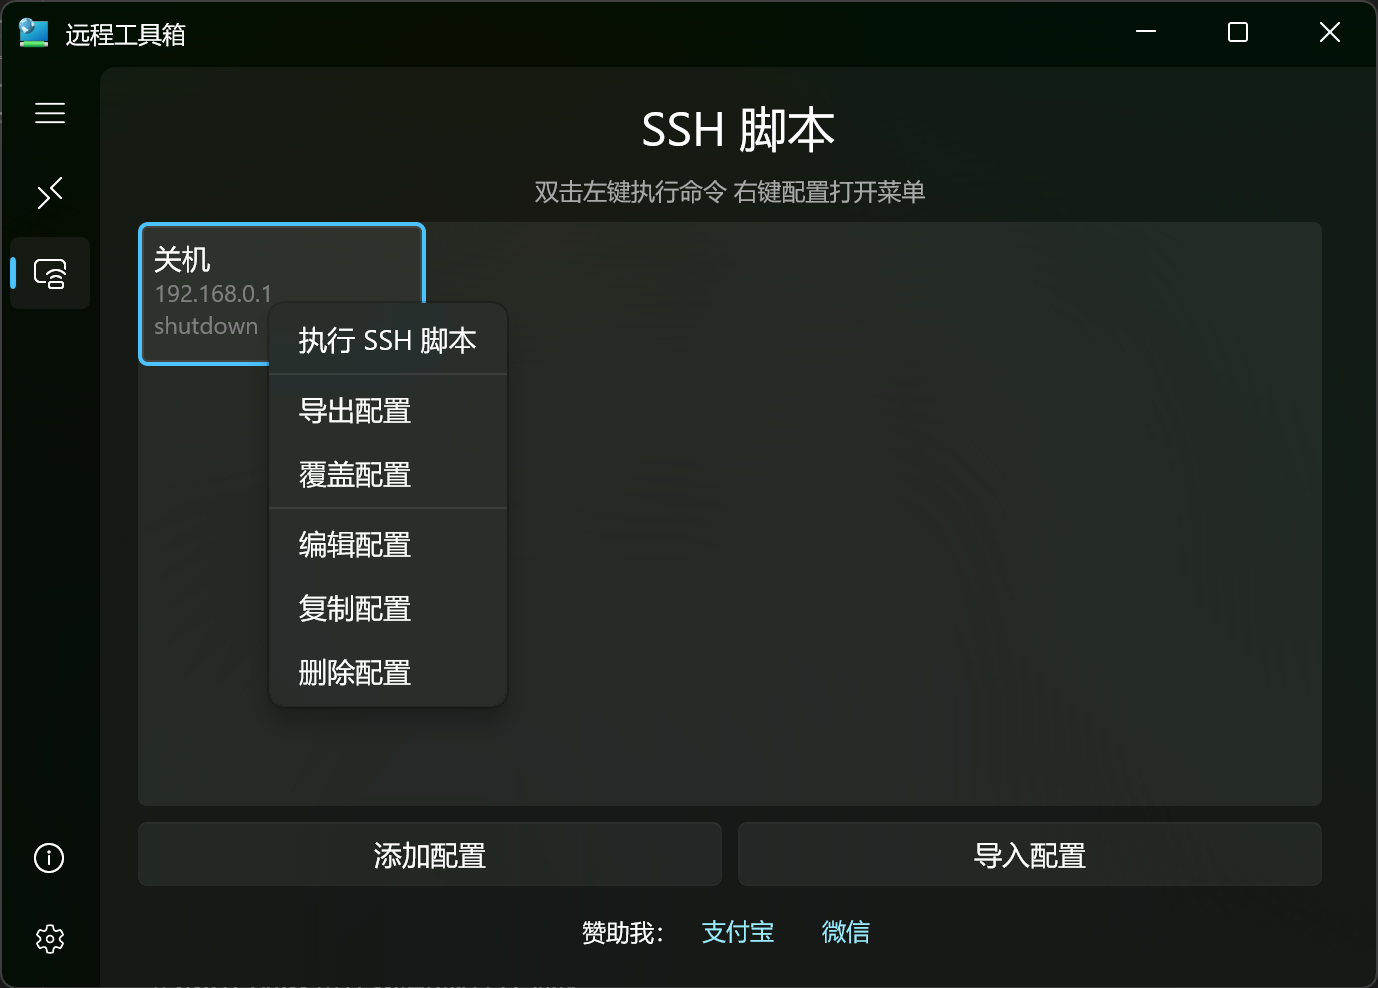 远程工具箱
SSH 脚本
双击左键执行命令 右键配置打开菜单
关机
192.168.0.1
shutdown
执行 SSH 脚本
导出配置
覆盖配置
编辑配置
复制配置
删除配置
添加配置
导入配置
赞助我： 支付宝 微信